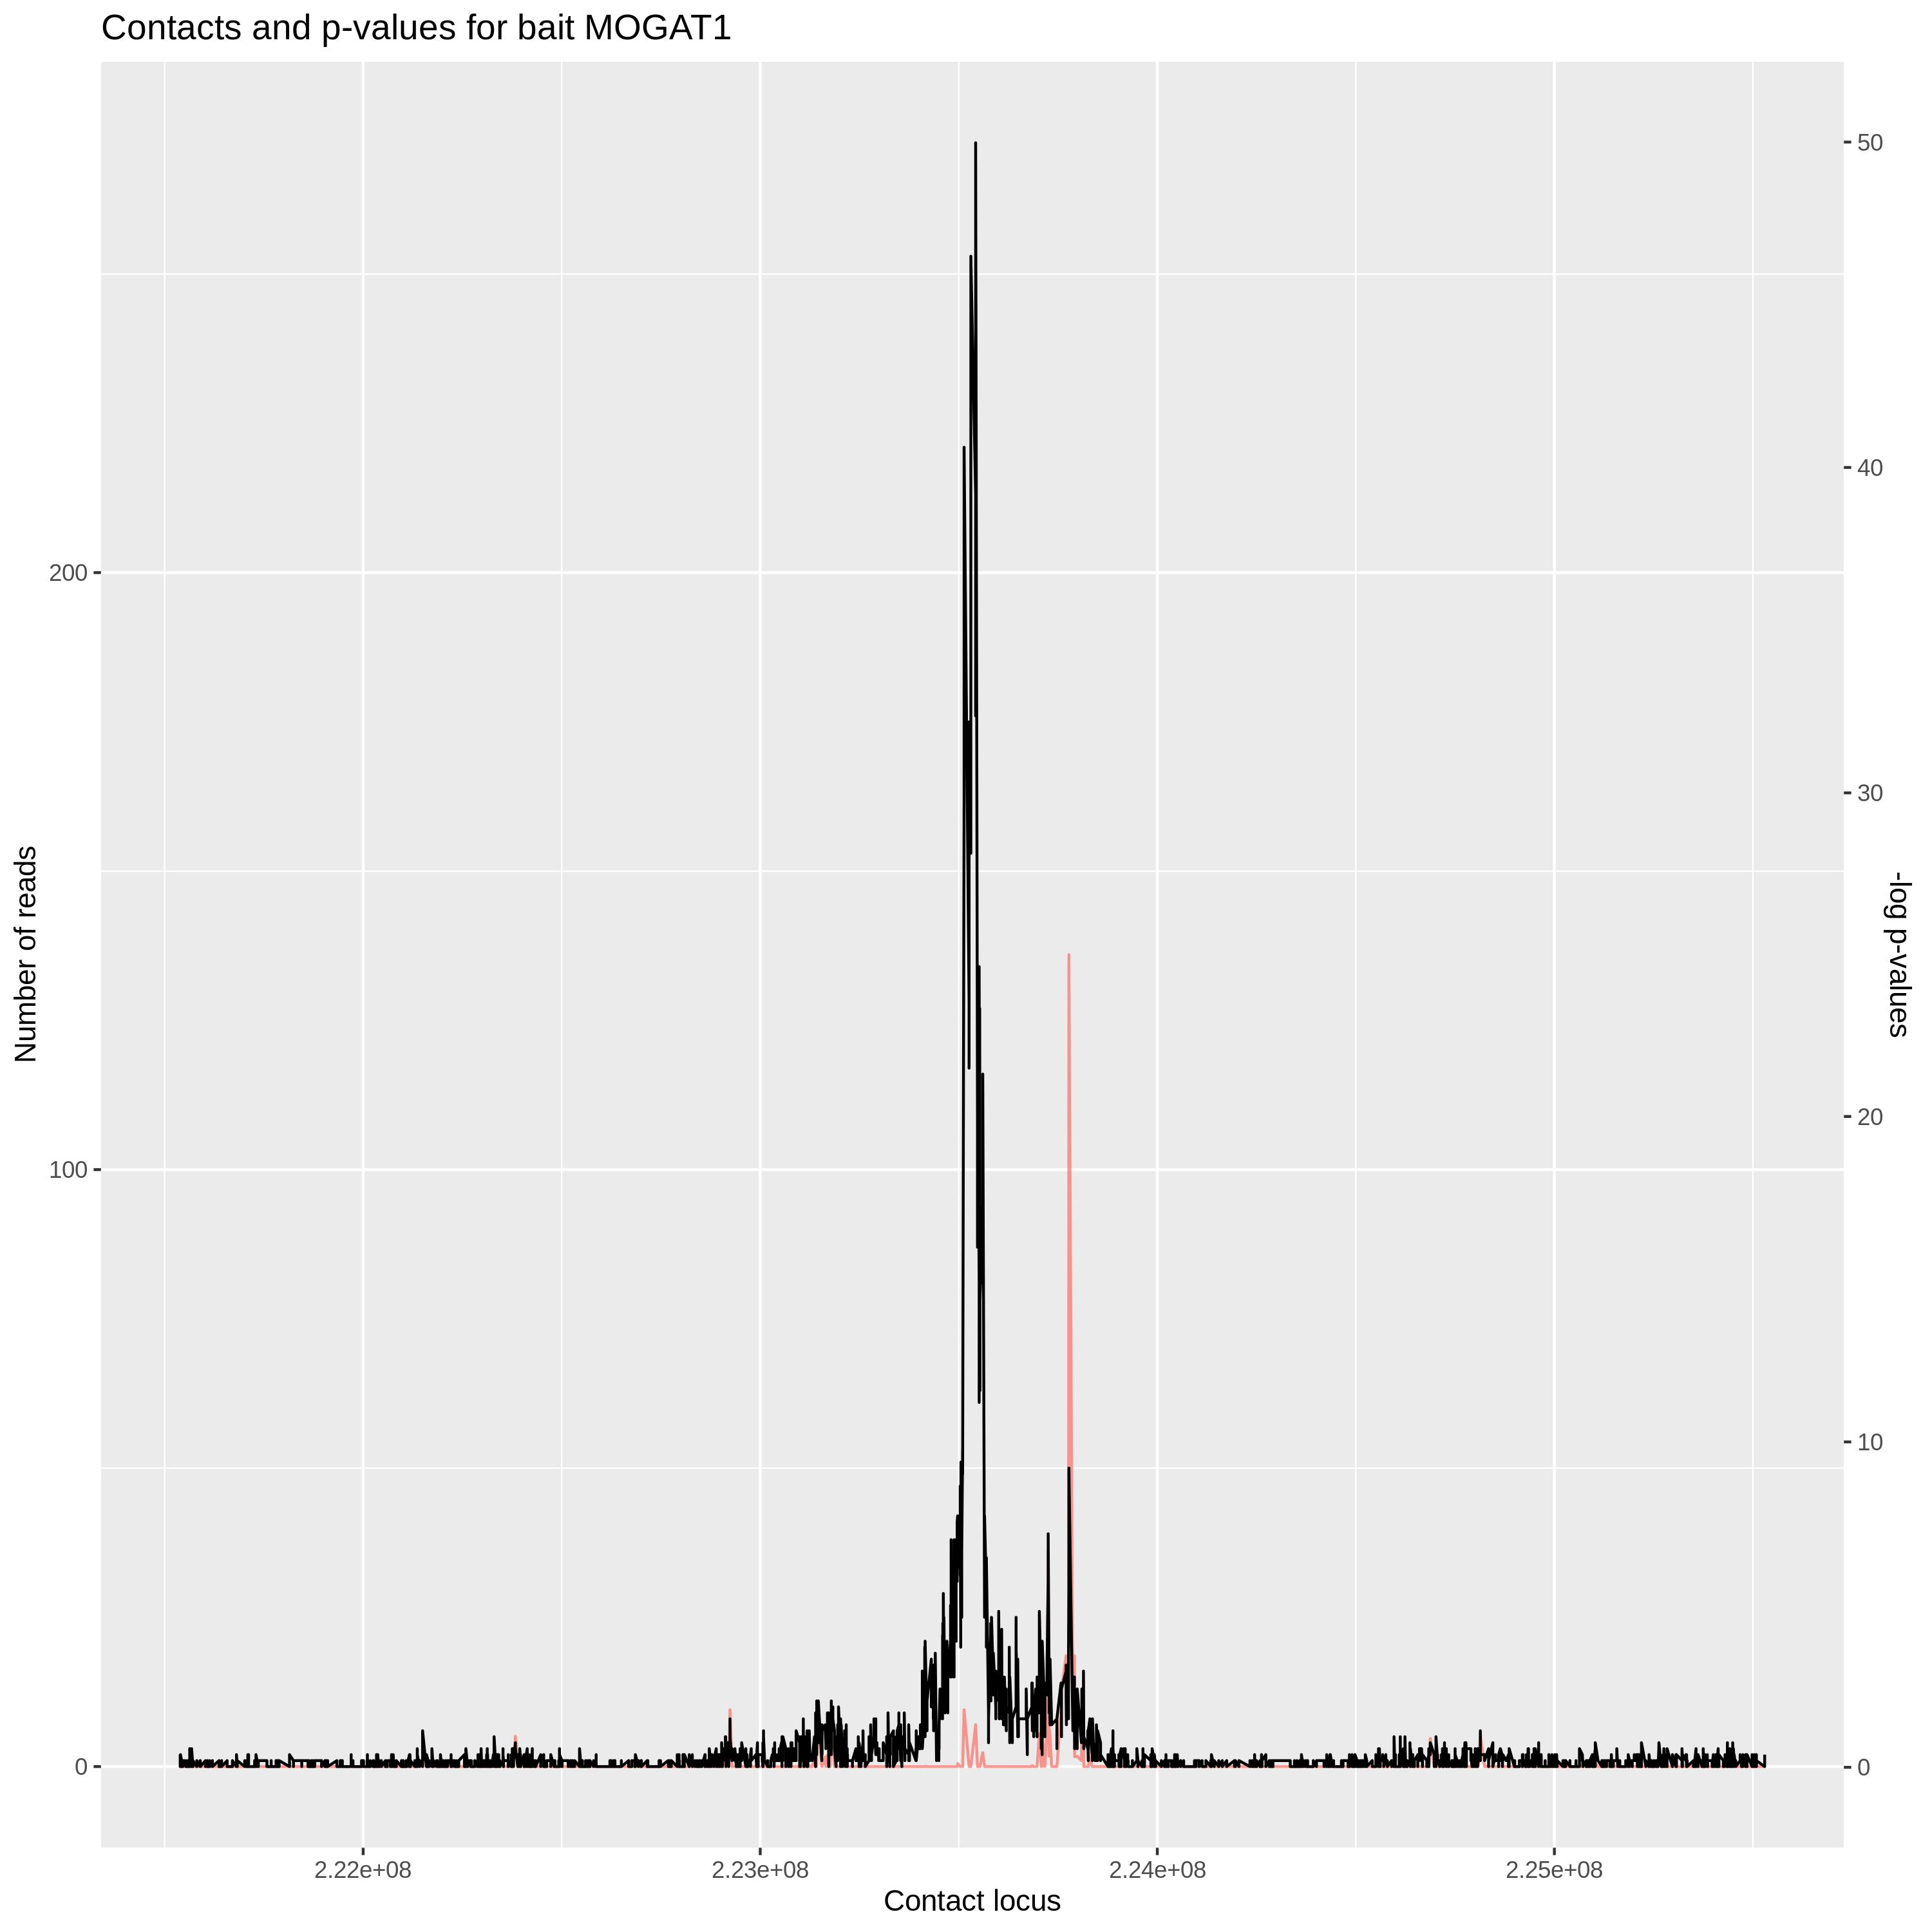 Contacts and p-values for bait MOGAT1
Number of reads
200
100
0
50
40
30
20
10
0
-log p-values
2.22e+08
2.23e+08
2.24e+08
2.25e+08
Contact locus